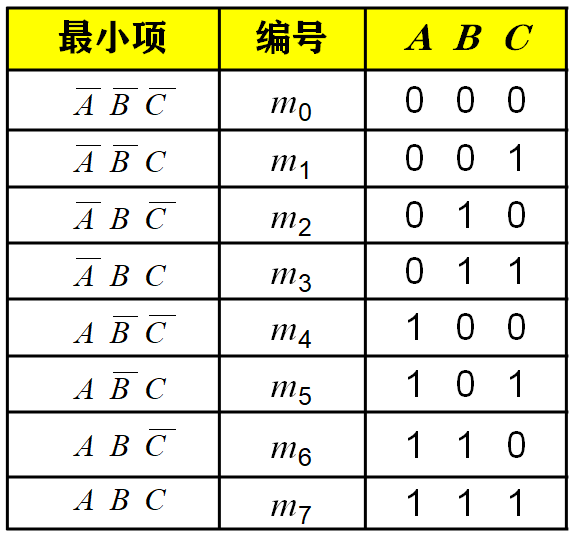 最小项 编号 A B C
A̅ B̅ C̅ m₀ 0 0 0
A̅ B̅ C m₁ 0 0 1
A̅ B C̅ m₂ 0 1 0
A̅ B C m₃ 0 1 1
A B̅ C̅ m₄ 1 0 0
A B̅ C m₅ 1 0 1
A B C̅ m₆ 1 1 0
A B C m₇ 1 1 1